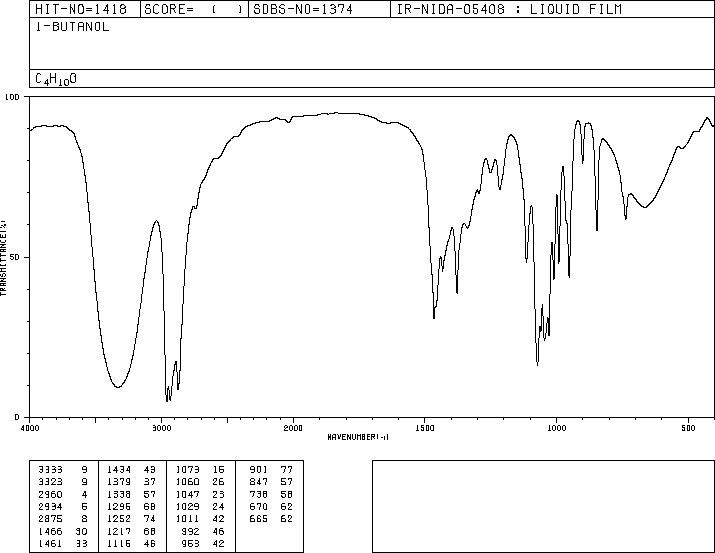 HIT-NO=1418 SCORE= ( ) SDBS-NO=1374 IR-NIDA-05408 : LIQUID FILM
1-BUTANOL
C4H10O
100
50
0
TRANSMITTANCE(%)
4000 3000 2000 1500 1000 500
WAVENUMBER(-1)
3333 9 1434 43 1073 16 901 77
3323 9 1379 37 1060 26 847 57
2960 4 1338 57 1047 23 738 58
2934 5 1296 68 1029 24 670 62
2875 8 1252 74 1011 42 665 62
1466 30 1217 68 992 46
1461 33 1116 46 953 42